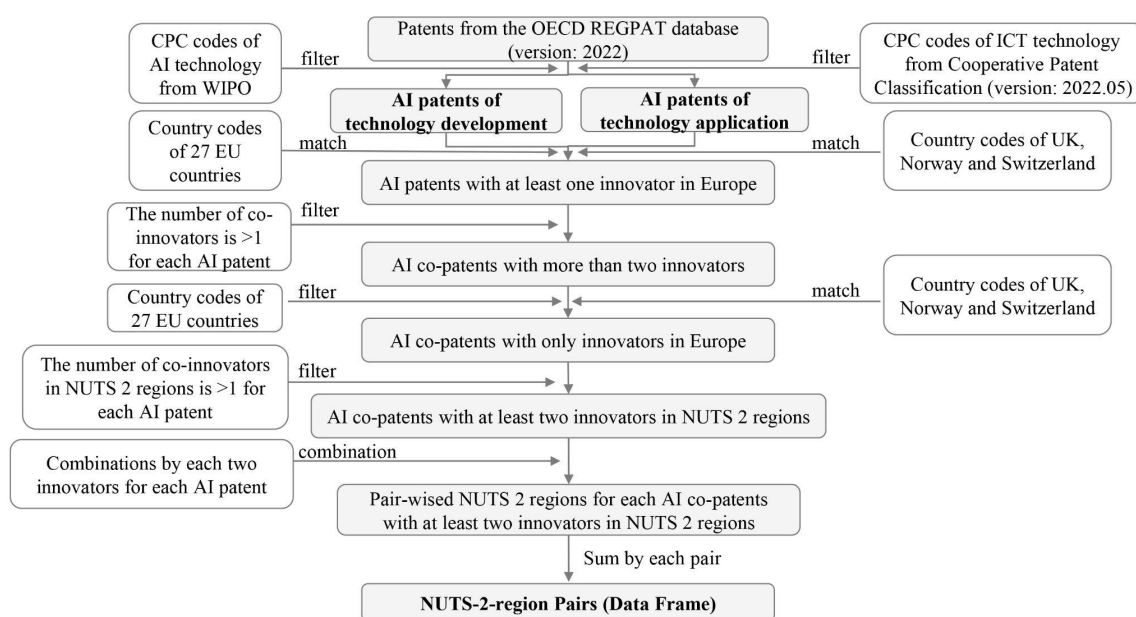 Patents from the OECD REGPAT database
(version: 2022)
CPC codes of
AI technology
from WIPO
filter
filter
CPC codes of ICT technology
from Cooperative Patent
Classification (version: 2022.05)
AI patents of
technology development
AI patents of
technology application
Country codes
of 27 EU
countries
match
match
Country codes of UK,
Norway and Switzerland
AI patents with at least one innovator in Europe
The number of co-
innovators is >1
for each AI patent
filter
AI co-patents with more than two innovators
Country codes of
27 EU countries
filter
match
Country codes of UK,
Norway and Switzerland
AI co-patents with only innovators in Europe
The number of co-innovators
in NUTS 2 regions is >1 for
each AI patent
filter
AI co-patents with at least two innovators in NUTS 2 regions
Combinations by each two
innovators for each AI patent
combination
Pair-wised NUTS 2 regions for each AI co-patents
with at least two innovators in NUTS 2 regions
Sum by each pair
NUTS-2-region Pairs (Data Frame)